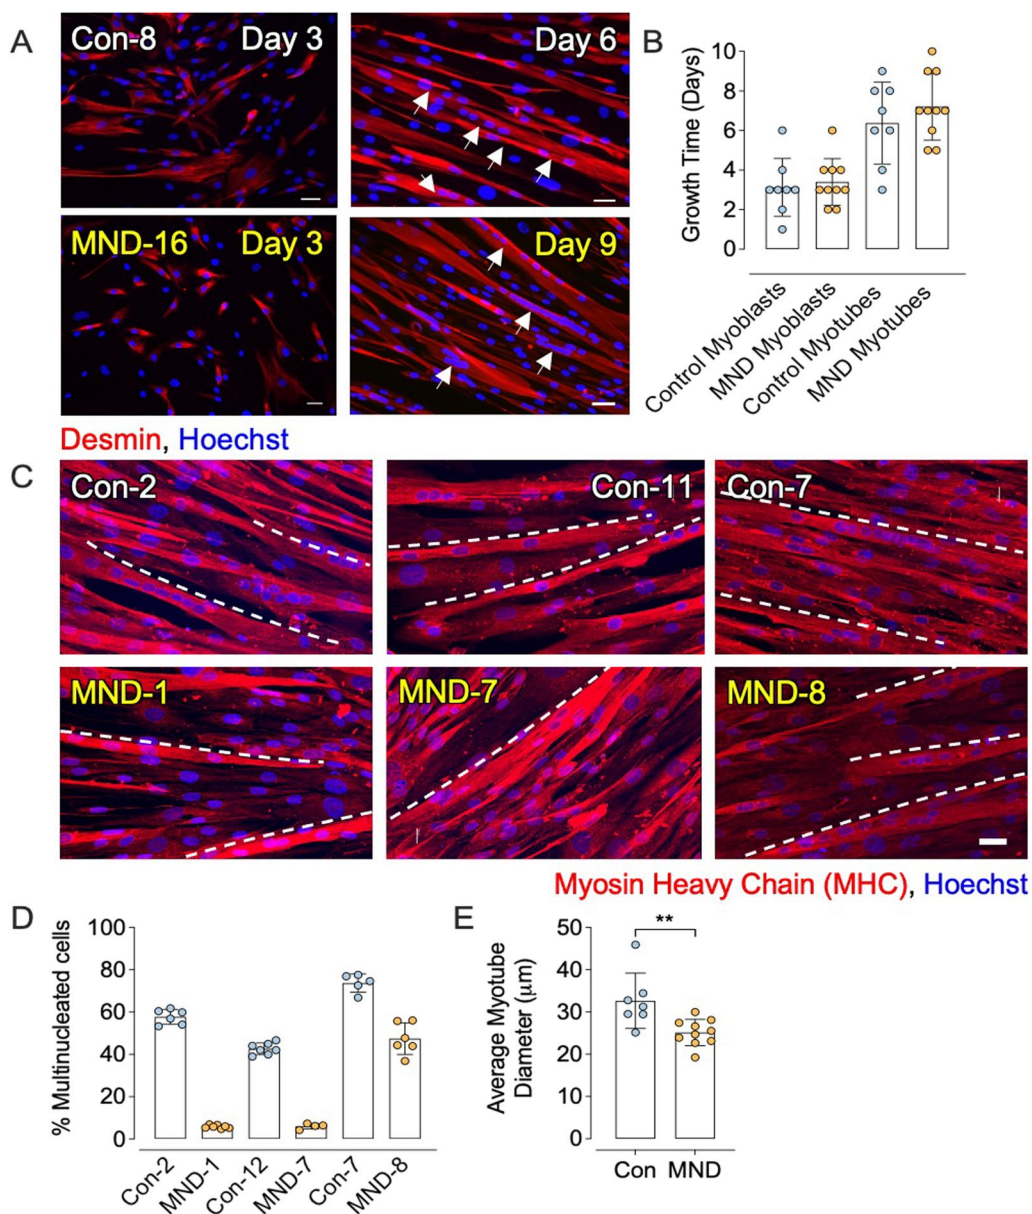 A
Con-8 Day 3
Day 6
MND-16 Day 3
Day 9
Desmin, Hoechst
B
Growth Time (Days)
10
8
6
4
2
0
Control Myoblasts
MND Myoblasts
Control Myotubes
MND Myotubes
C
Con-2
Con-11
Con-7
MND-1
MND-7
MND-8
Myosin Heavy Chain (MHC), Hoechst
D
% Multinucleated cells
100
80
60
40
20
0
Con-2
MND-1
Con-12
MND-7
Con-7
MND-8
E
Average Myotube
Diameter (μm)
50
40
30
20
10
0
**
Con MND